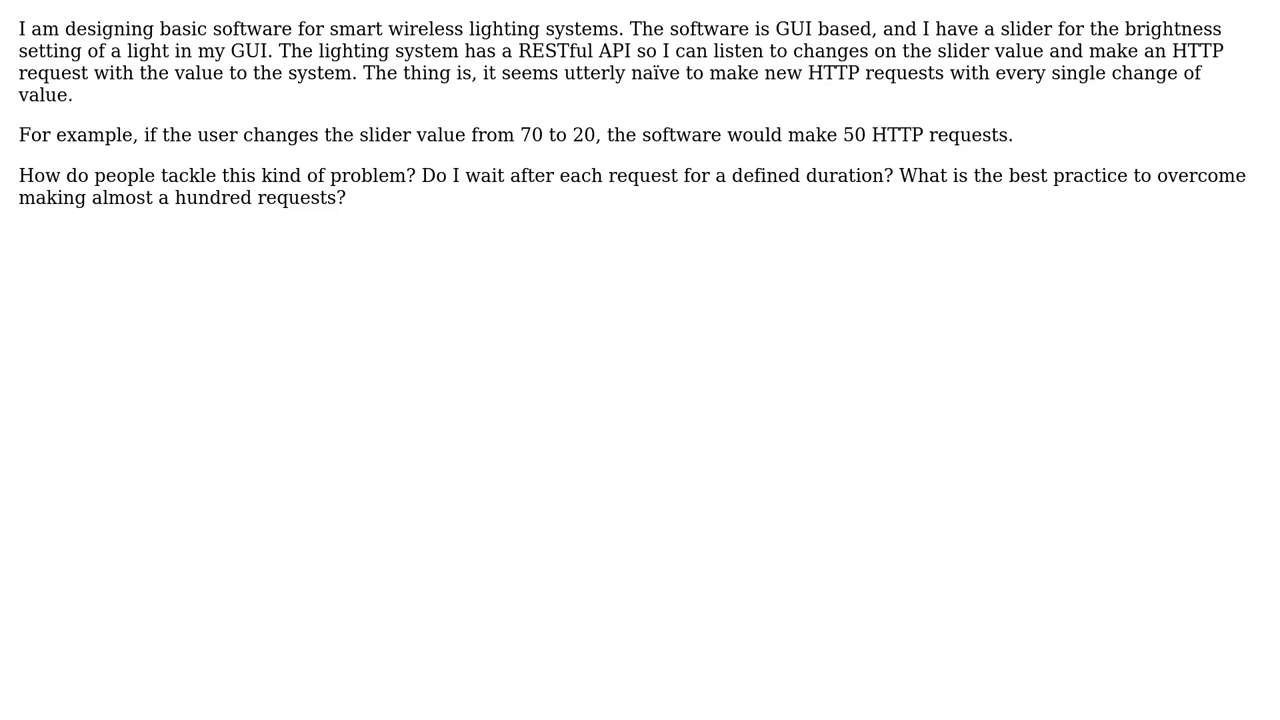 I am designing basic software for smart wireless lighting systems. The software is GUI based, and I have a slider for the brightness
setting of a light in my GUI. The lighting system has a RESTful API so I can listen to changes on the slider value and make an HTTP
request with the value to the system. The thing is, it seems utterly naïve to make new HTTP requests with every single change of
value.
For example, if the user changes the slider value from 70 to 20, the software would make 50 HTTP requests.
How do people tackle this kind of problem? Do I wait after each request for a defined duration? What is the best practice to overcome
making almost a hundred requests?